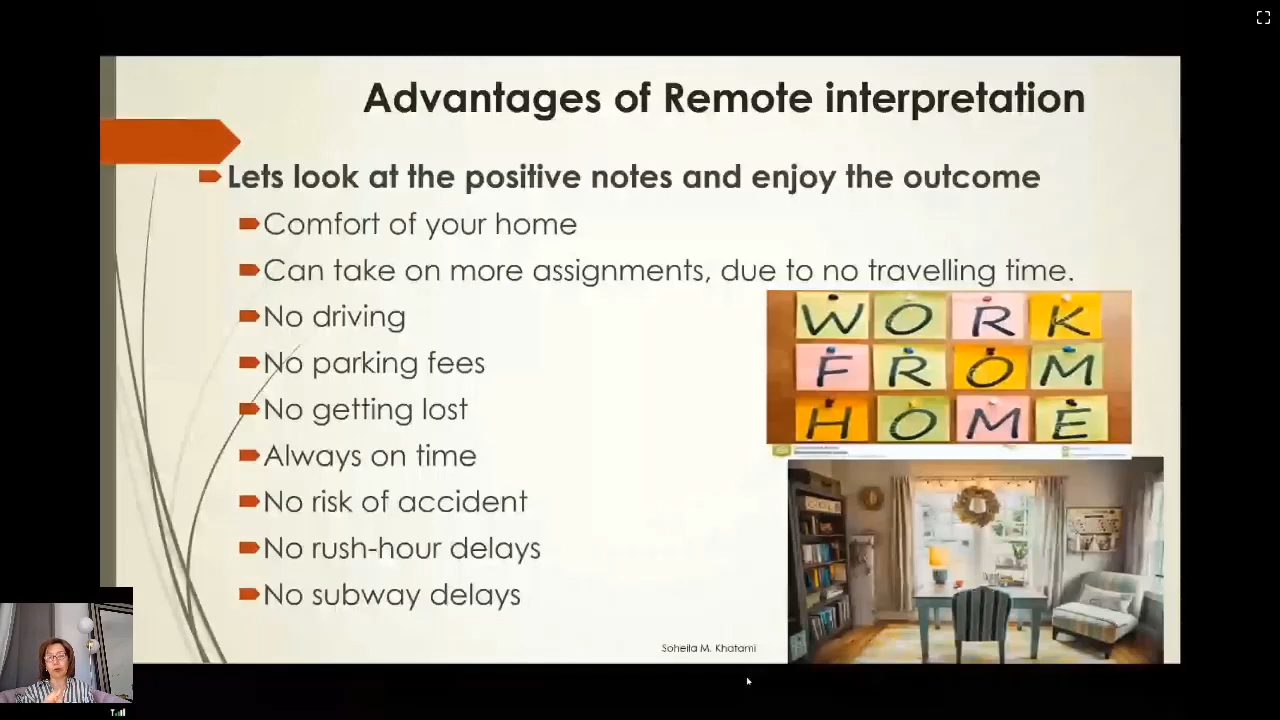 Advantages of Remote interpretation
Lets look at the positive notes and enjoy the outcome
Comfort of your home
Can take on more assignments, due to no travelling time.
No driving
No parking fees
No getting lost
Always on time
No risk of accident
No rush-hour delays
No subway delays
WORK
FROM
HOME
Soheila M. Khatami